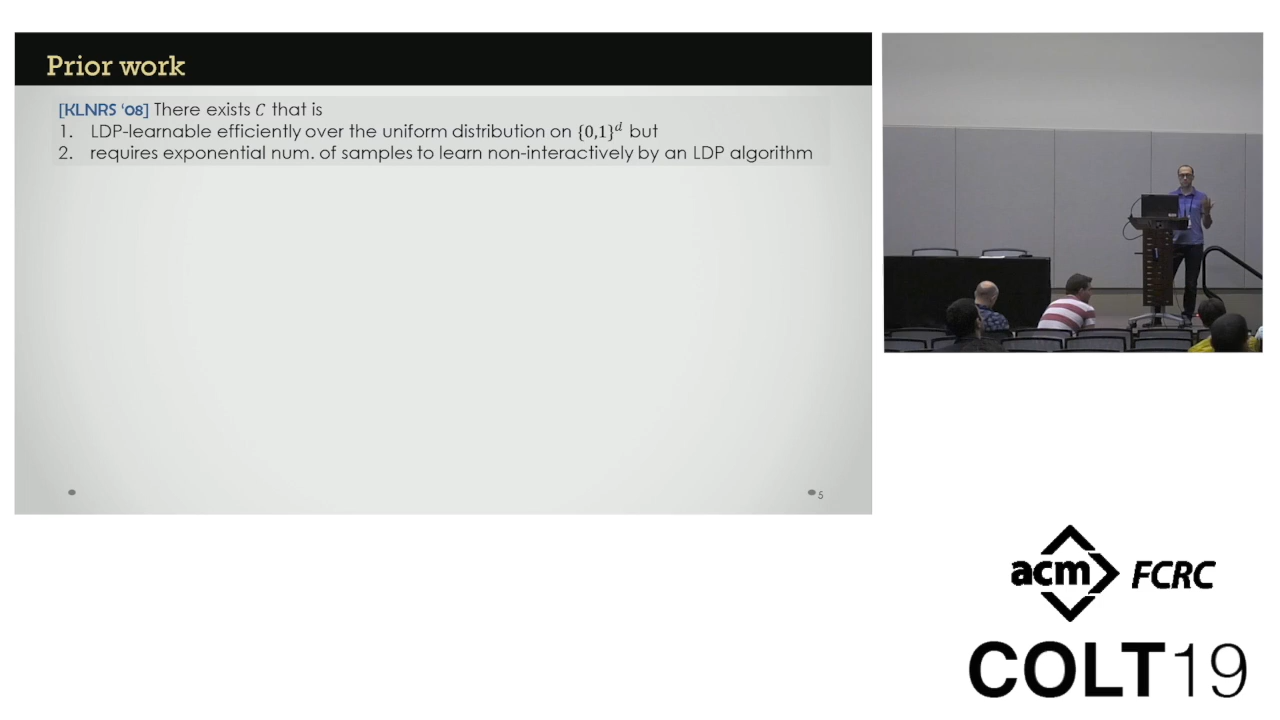 Prior work
[KLNRS ‘08] There exists C that is
1. LDP-learnable efficiently over the uniform distribution on {0,1}^d but
2. requires exponential num. of samples to learn non-interactively by an LDP algorithm
5
acm FCRC
COLT19